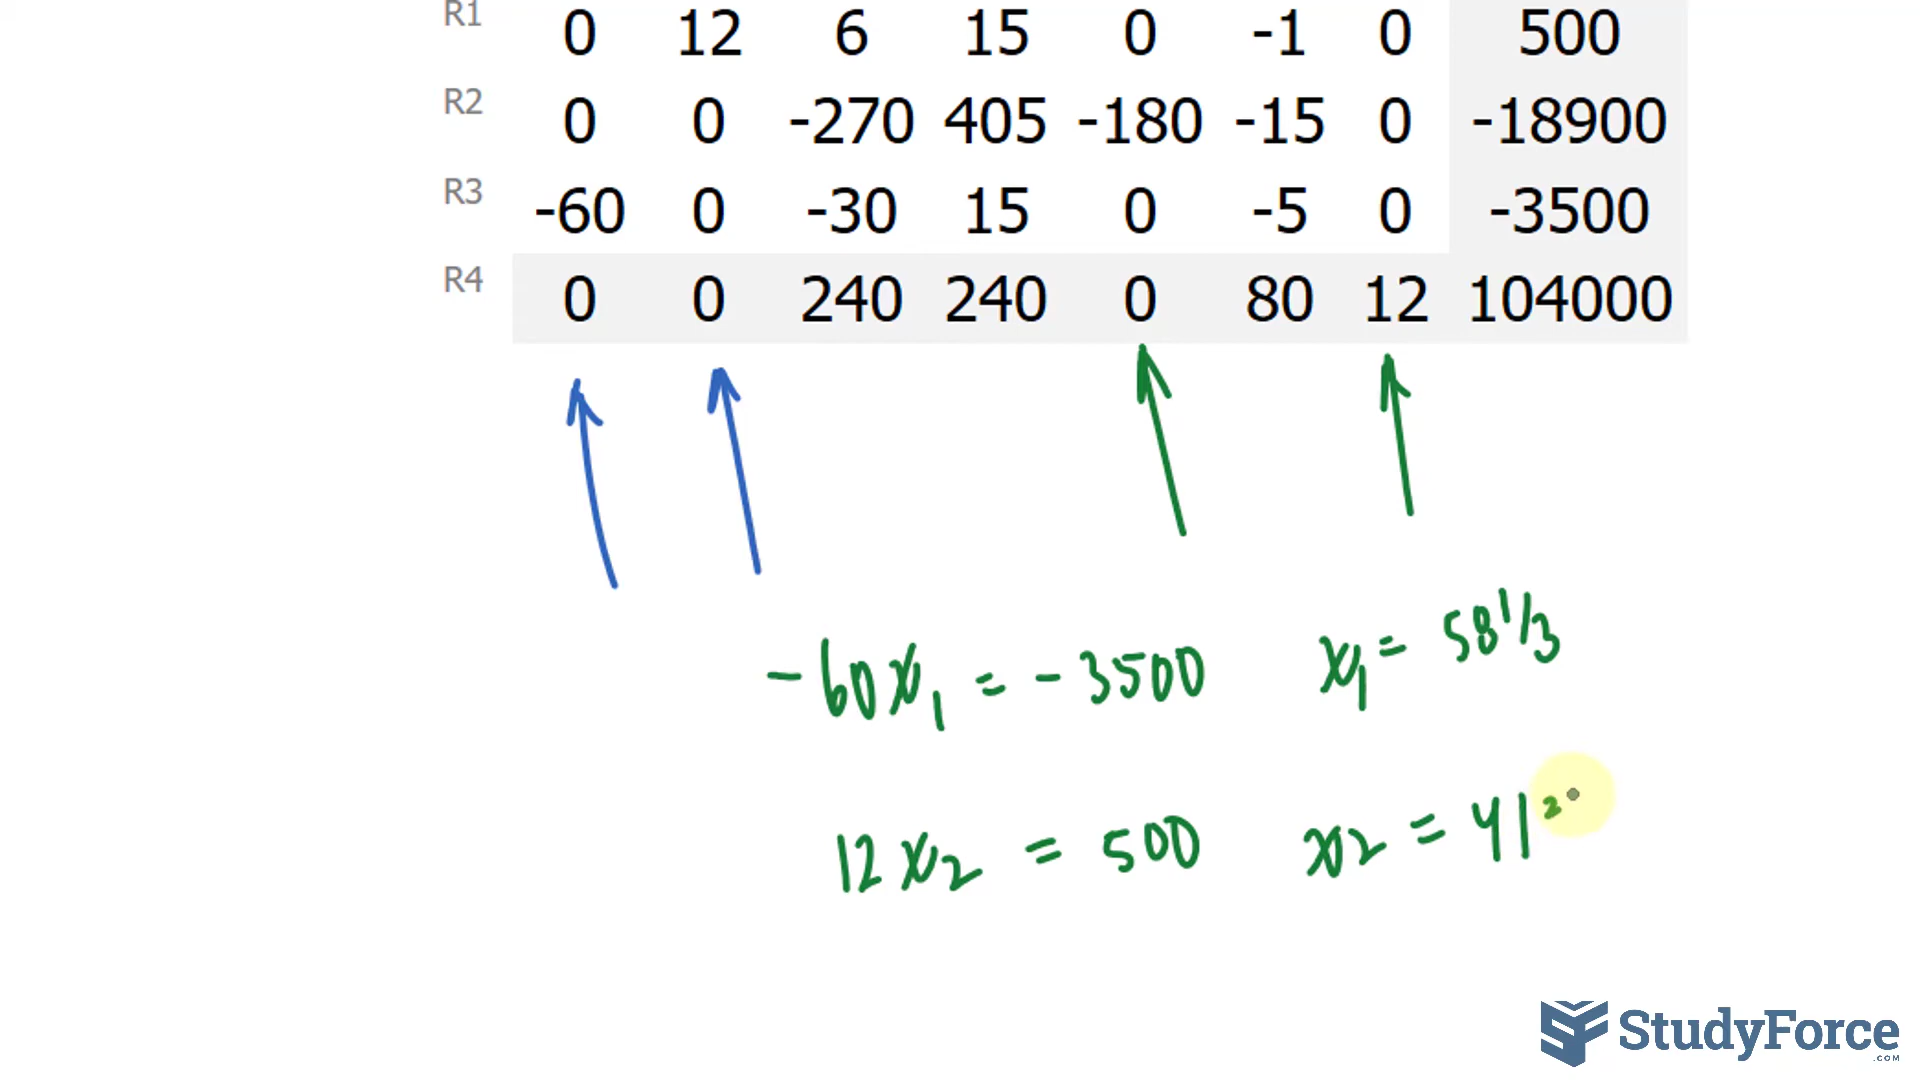 R1 0 12 6 15 0 -1 0 500
R2 0 0 -270 405 -180 -15 0 -18900
R3 -60 0 -30 15 0 -5 0 -3500
R4 0 0 240 240 0 80 12 104000
-60x₁ = -3500 x₁ = 58 1/3
12x₂ = 500 x2 = 41 2
StudyForce
.COM